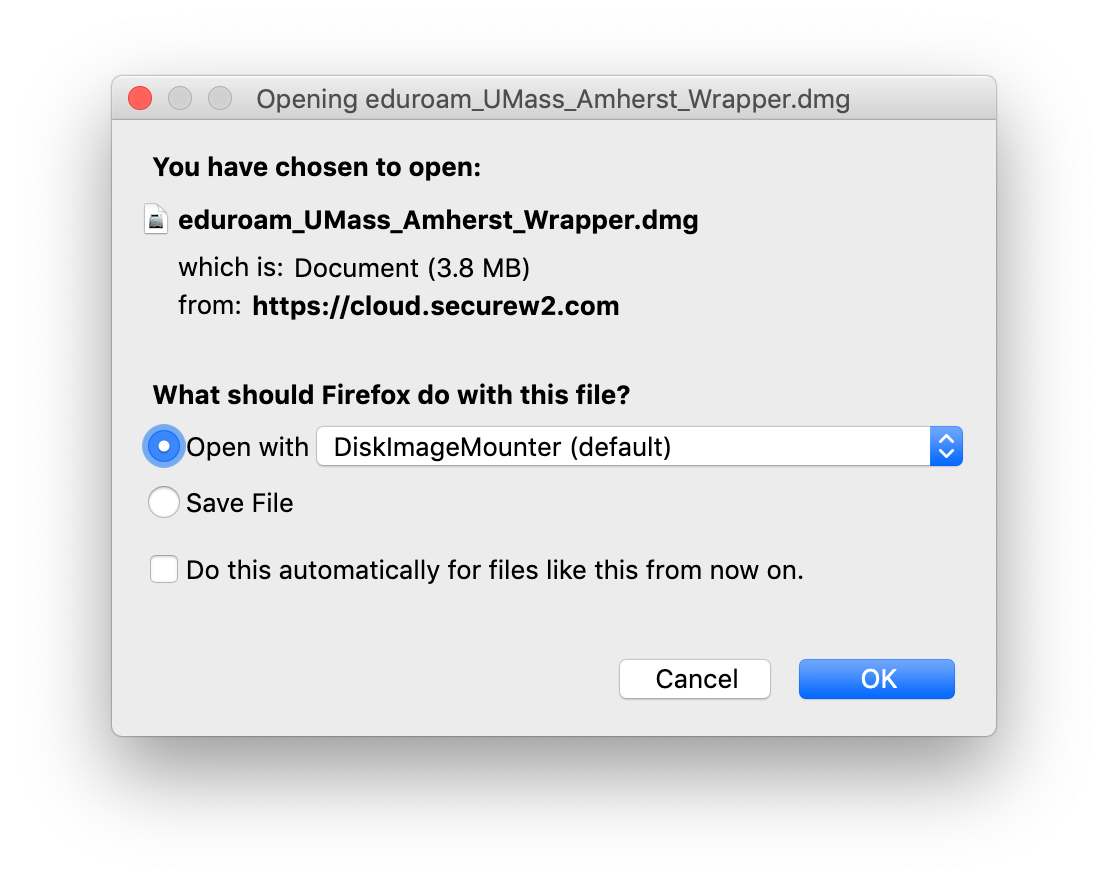 Opening eduroam_UMass_Amherst_Wrapper.dmg
You have chosen to open:
eduroam_UMass_Amherst_Wrapper.dmg
which is: Document (3.8 MB)
from: https://cloud.securew2.com
What should Firefox do with this file?
Open with DiskImageMounter (default)
Save File
Do this automatically for files like this from now on.
Cancel OK